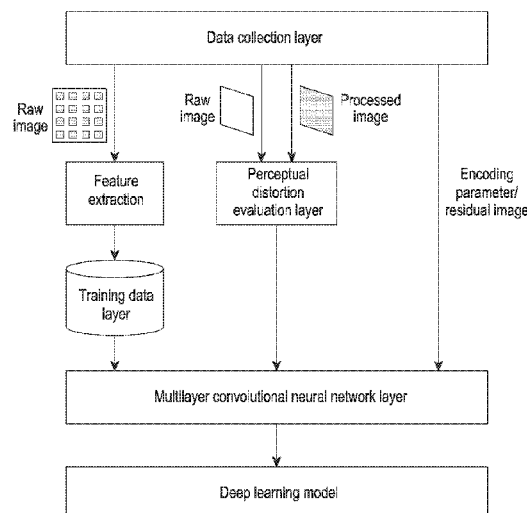 Data collection layer
Raw
image
Raw
image
Processed
image
Feature
extraction
Perceptual
distortion
evaluation layer
Encoding
parameter/
residual image
Training data
layer
Multilayer convolutional neural network layer
Deep learning model